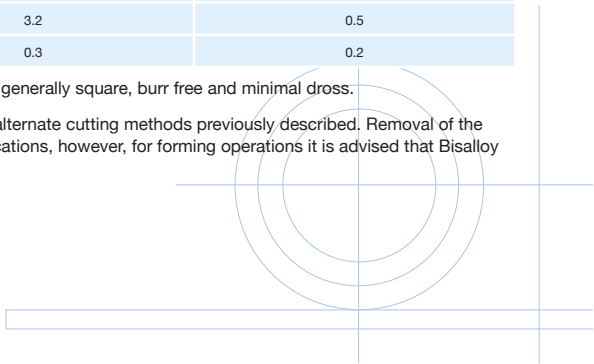 3.2 0.5
0.3 0.2
generally square, burr free and minimal dross.
alternate cutting methods previously described. Removal of the
cations, however, for forming operations it is advised that Bisalloy